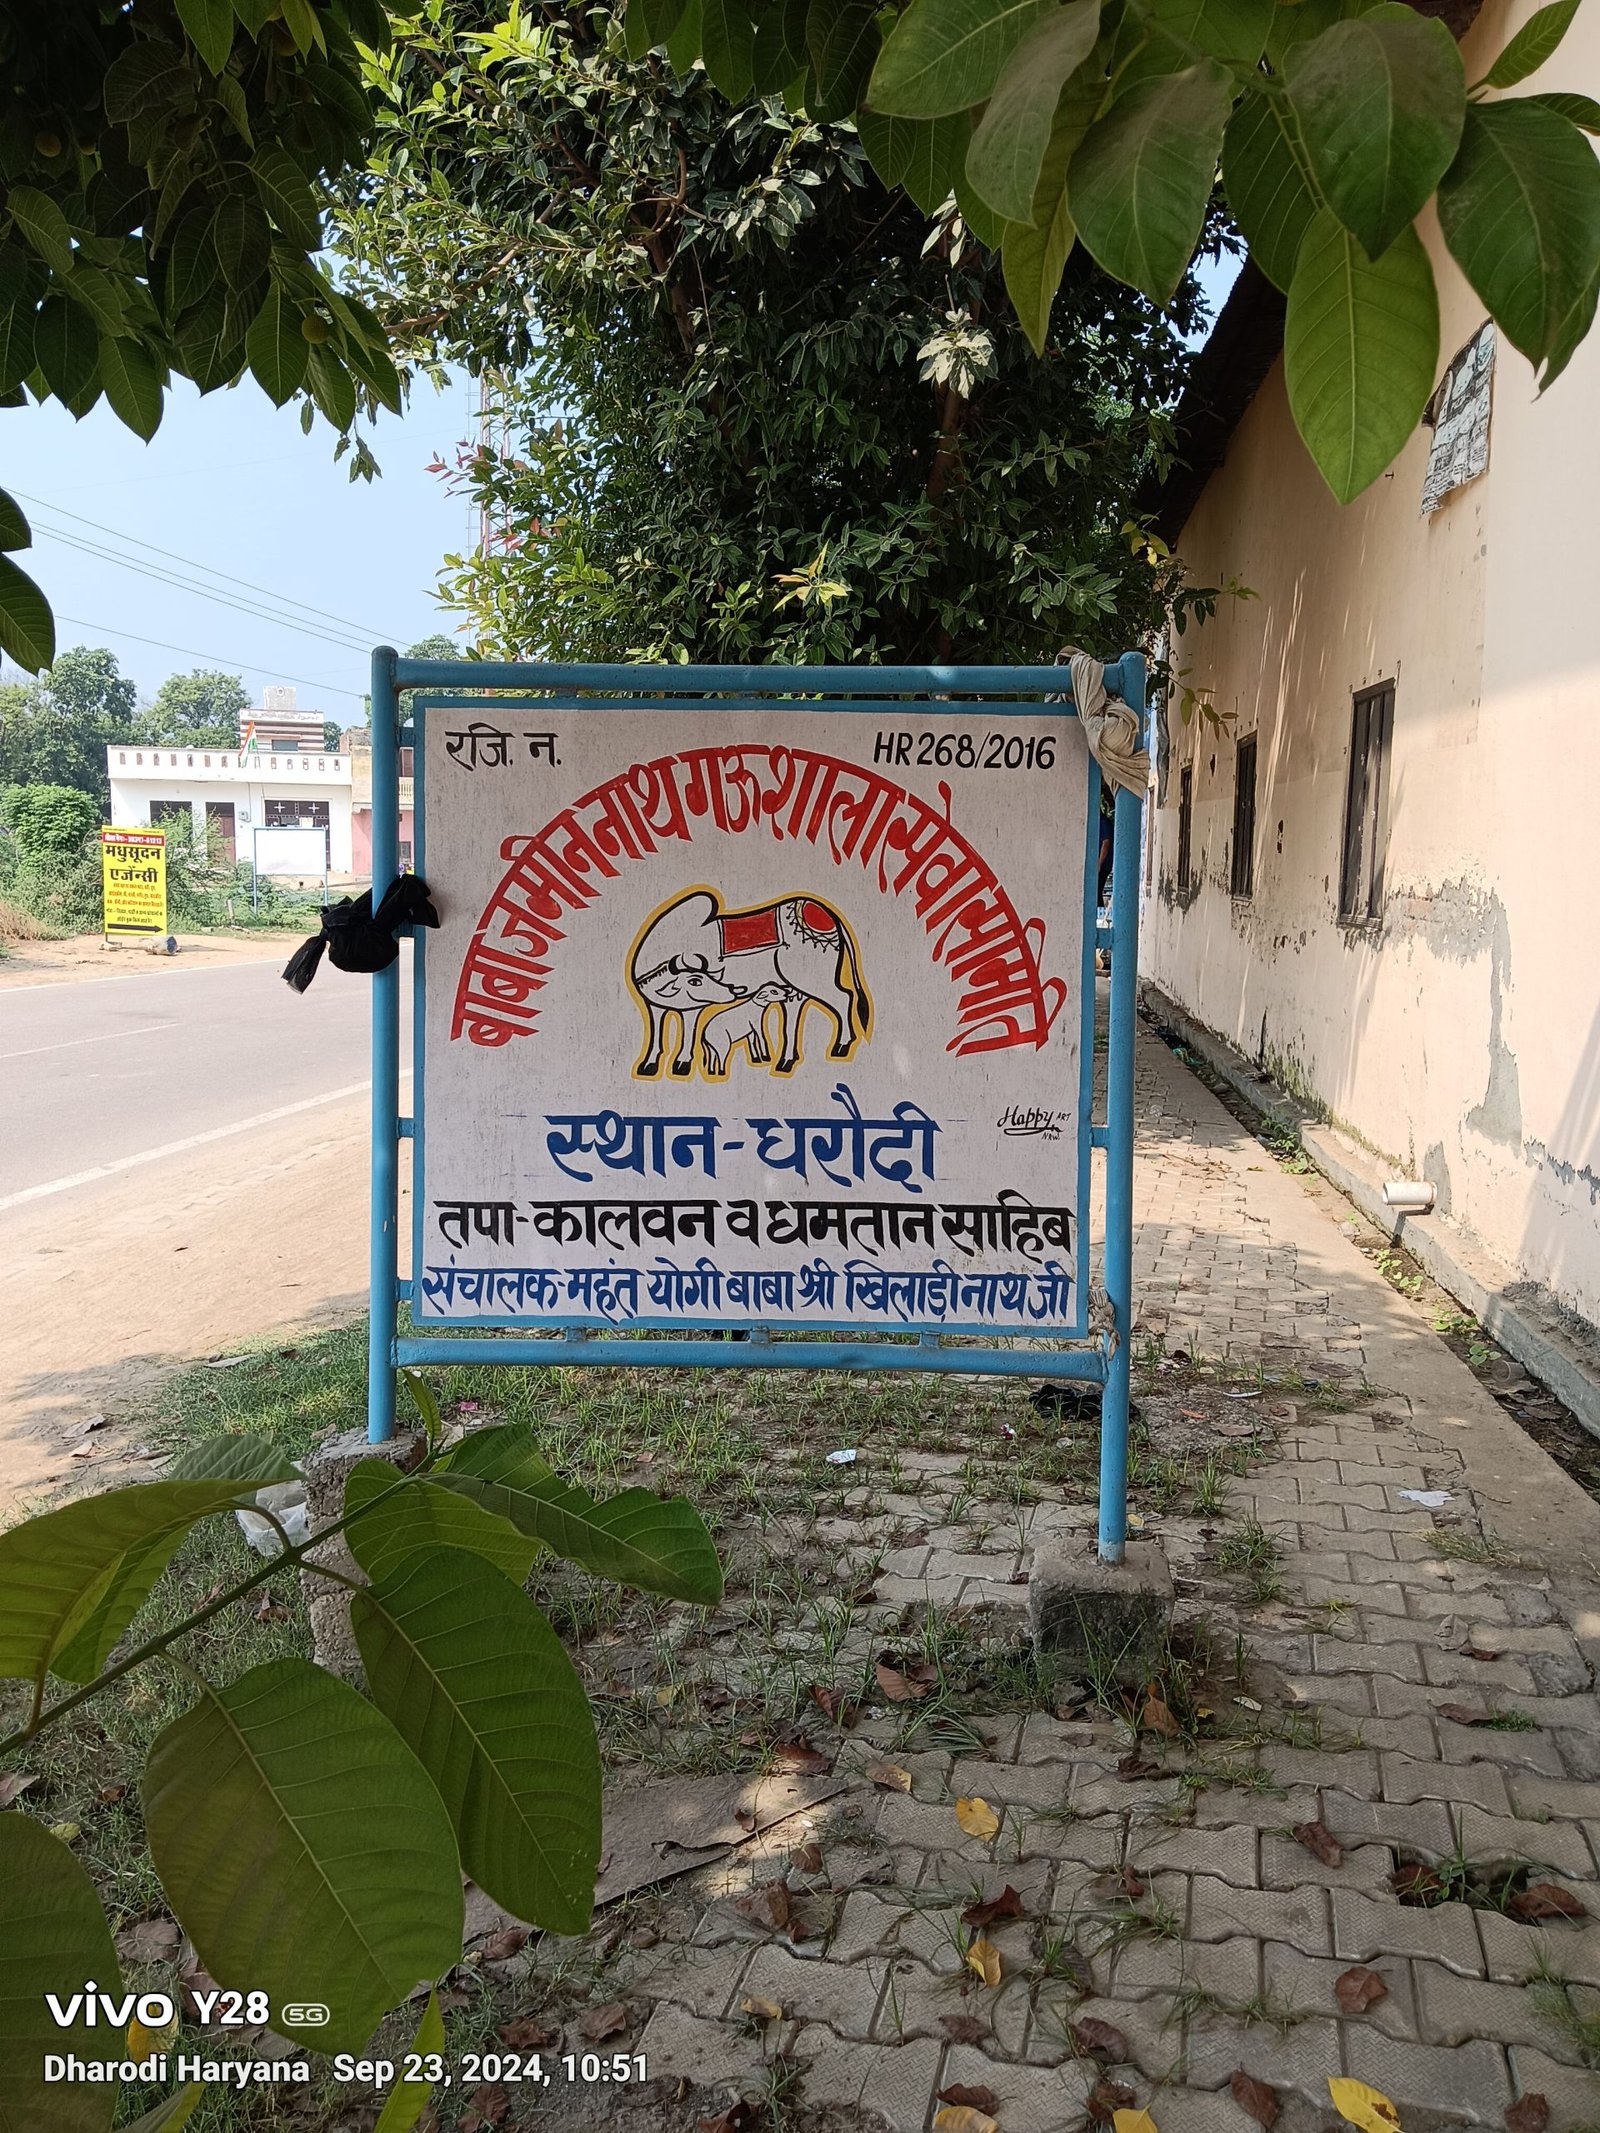 रजि. न. HR 268/2016
बाबा जमीननाथ गऊशाला सेवा समिति
Happy ART
NRW.
स्थान - घरौदी
तपा - कालवन व धमतान साहिब
संचालक - महंत योगी बाबा श्री खिलाड़ी नाथ जी
मधुसूदन
एजेंन्सी
vivo Y28 5G
Dharodi Haryana Sep 23, 2024, 10:51